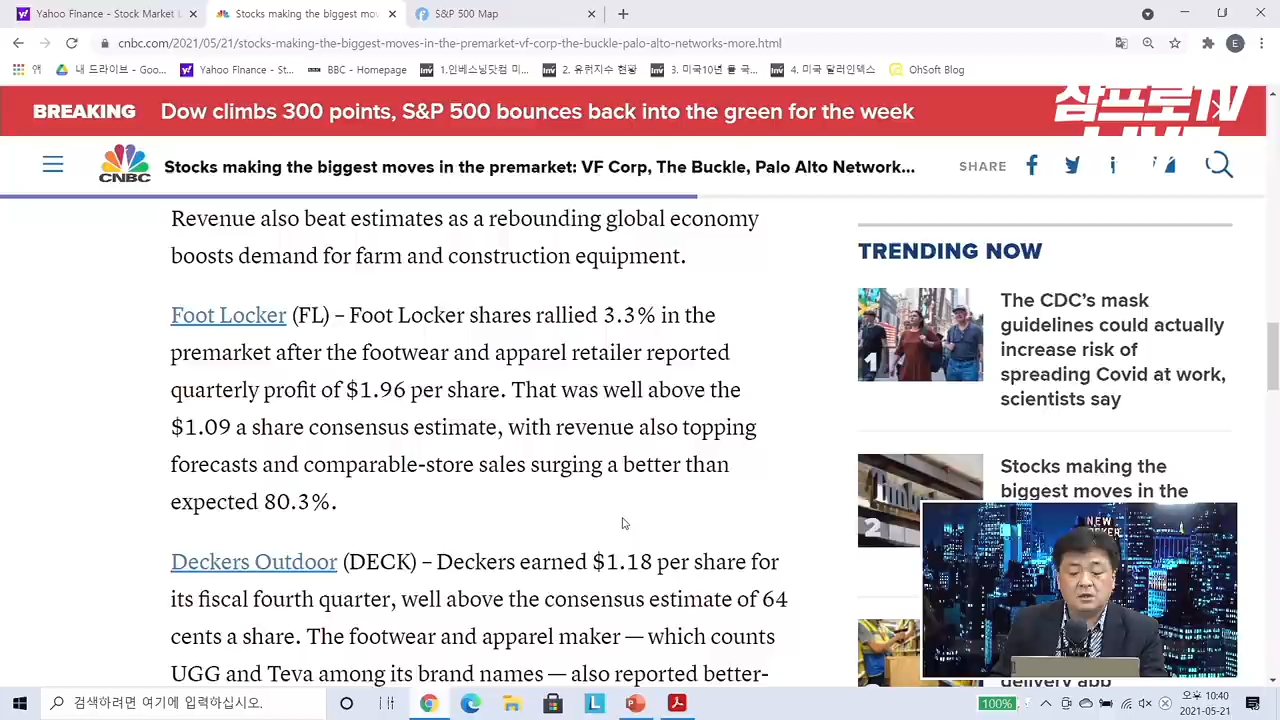 Yahoo Finance - Stock Market L
Stocks making the biggest mov
S&P 500 Map
cnbc.com/2021/05/21/stocks-making-the-biggest-moves-in-the-premarket-vf-corp-the-buckle-palo-alto-networks-more.html
E
앱
내 드라이브 - Goo...
Yahoo Finance - St...
BBC - Homepage
1.인베스닝닷컴 미...
2. 유럽지수 현황
3. 미국10년 물 국...
4. 미국 달러인덱스
OhSoft Blog
BREAKING
Dow climbs 300 points, S&P 500 bounces back into the green for the week
삼프로TV
CNBC
Stocks making the biggest moves in the premarket: VF Corp, The Buckle, Palo Alto Network...
SHARE
Revenue also beat estimates as a rebounding global economy
boosts demand for farm and construction equipment.
Foot Locker (FL) – Foot Locker shares rallied 3.3% in the
premarket after the footwear and apparel retailer reported
quarterly profit of $1.96 per share. That was well above the
$1.09 a share consensus estimate, with revenue also topping
forecasts and comparable-store sales surging a better than
expected 80.3%.
Deckers Outdoor (DECK) – Deckers earned $1.18 per share for
its fiscal fourth quarter, well above the consensus estimate of 64
cents a share. The footwear and apparel maker — which counts
UGG and Teva among its brand names — also reported better-
TRENDING NOW
1
The CDC’s mask
guidelines could actually
increase risk of
spreading Covid at work,
scientists say
2
Stocks making the
biggest moves in the
delivery app
NEW
검색하려면 여기에 입력하십시오.
100%
오후 10:40
2021-05-21